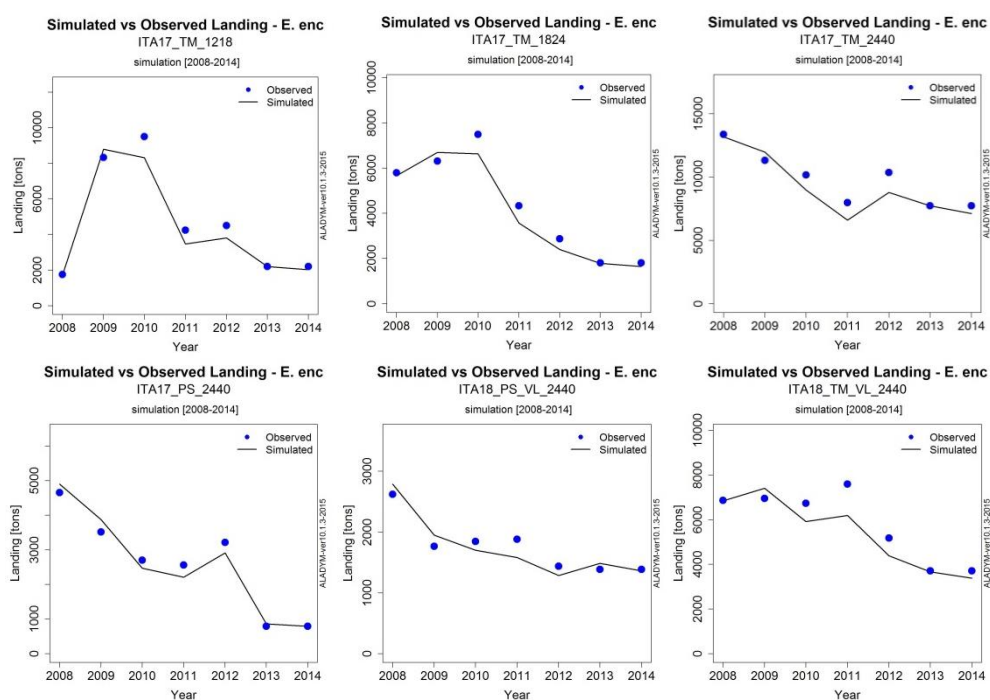 Simulated vs Observed Landing - E. enc
ITA17_TM_1218
simulation [2008-2014]
Observed
Simulated
Landing [tons]
10000
6000
4000
2000
0
2008 2009 2010 2011 2012 2013 2014
Year
ALADYM-ver10.1.3-2015
Simulated vs Observed Landing - E. enc
ITA17_TM_1824
simulation [2008-2014]
Observed
Simulated
Landing [tons]
10000
8000
6000
4000
2000
0
2008 2009 2010 2011 2012 2013 2014
Year
ALADYM-ver10.1.3-2015
Simulated vs Observed Landing - E. enc
ITA17_TM_2440
simulation [2008-2014]
Observed
Simulated
Landing [tons]
15000
10000
5000
0
2008 2009 2010 2011 2012 2013 2014
Year
ALADYM-ver10.1.3-2015
Simulated vs Observed Landing - E. enc
ITA17_PS_2440
simulation [2008-2014]
Observed
Simulated
Landing [tons]
5000
3000
1000
0
2008 2009 2010 2011 2012 2013 2014
Year
ALADYM-ver10.1.3-2015
Simulated vs Observed Landing - E. enc
ITA18_PS_VL_2440
simulation [2008-2014]
Observed
Simulated
Landing [tons]
3000
2000
1000
0
2008 2009 2010 2011 2012 2013 2014
Year
ALADYM-ver10.1.3-2015
Simulated vs Observed Landing - E. enc
ITA18_TM_VL_2440
simulation [2008-2014]
Observed
Simulated
Landing [tons]
10000
8000
6000
4000
2000
0
2008 2009 2010 2011 2012 2013 2014
Year
ALADYM-ver10.1.3-2015